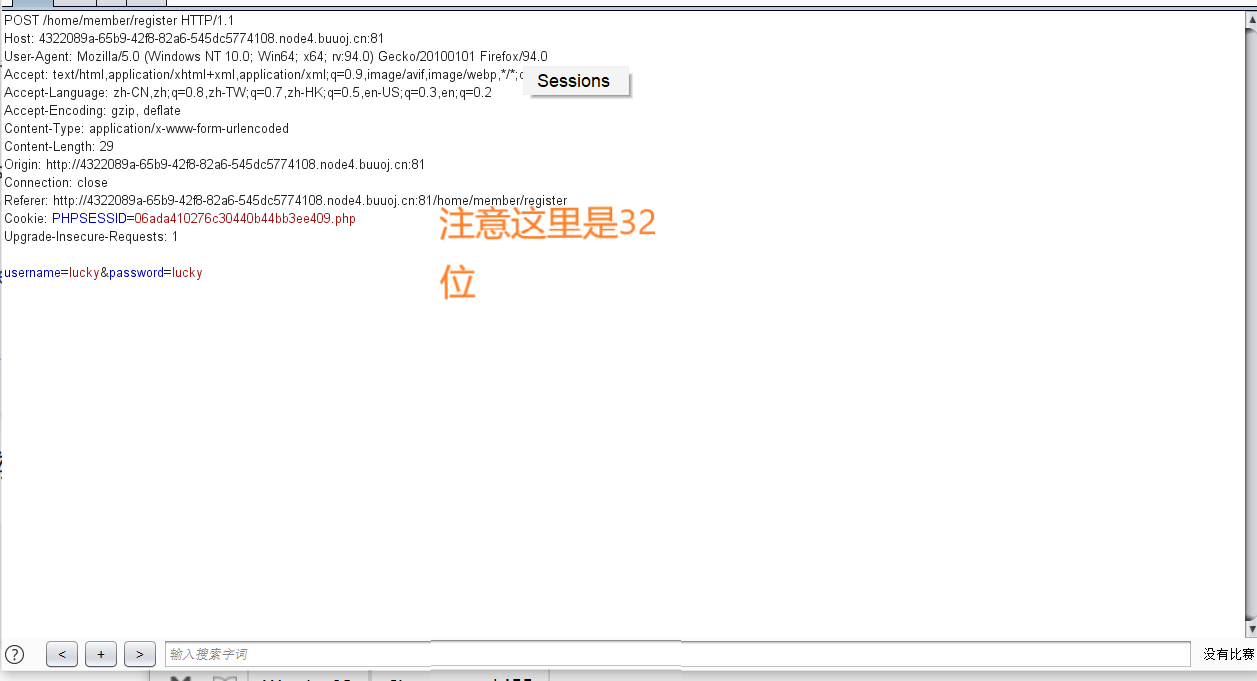 POST /home/member/register HTTP/1.1
Host: 4322089a-65b9-42f8-82a6-545dc5774108.node4.buuoj.cn:81
User-Agent: Mozilla/5.0 (Windows NT 10.0; Win64; x64; rv:94.0) Gecko/20100101 Firefox/94.0
Accept: text/html,application/xhtml+xml,application/xml;q=0.9,image/avif,image/webp,*/*;
Sessions
Accept-Language: zh-CN,zh;q=0.8,zh-TW;q=0.7,zh-HK;q=0.5,en-US;q=0.3,en;q=0.2
Accept-Encoding: gzip, deflate
Content-Type: application/x-www-form-urlencoded
Content-Length: 29
Origin: http://4322089a-65b9-42f8-82a6-545dc5774108.node4.buuoj.cn:81
Connection: close
Referer: http://4322089a-65b9-42f8-82a6-545dc5774108.node4.buuoj.cn:81/home/member/register
Cookie: PHPSESSID=06ada410276c30440b44bb3ee409.php
Upgrade-Insecure-Requests: 1
注意这里是32
位
username=lucky&password=lucky
? < + > 输入搜索字词 没有比赛